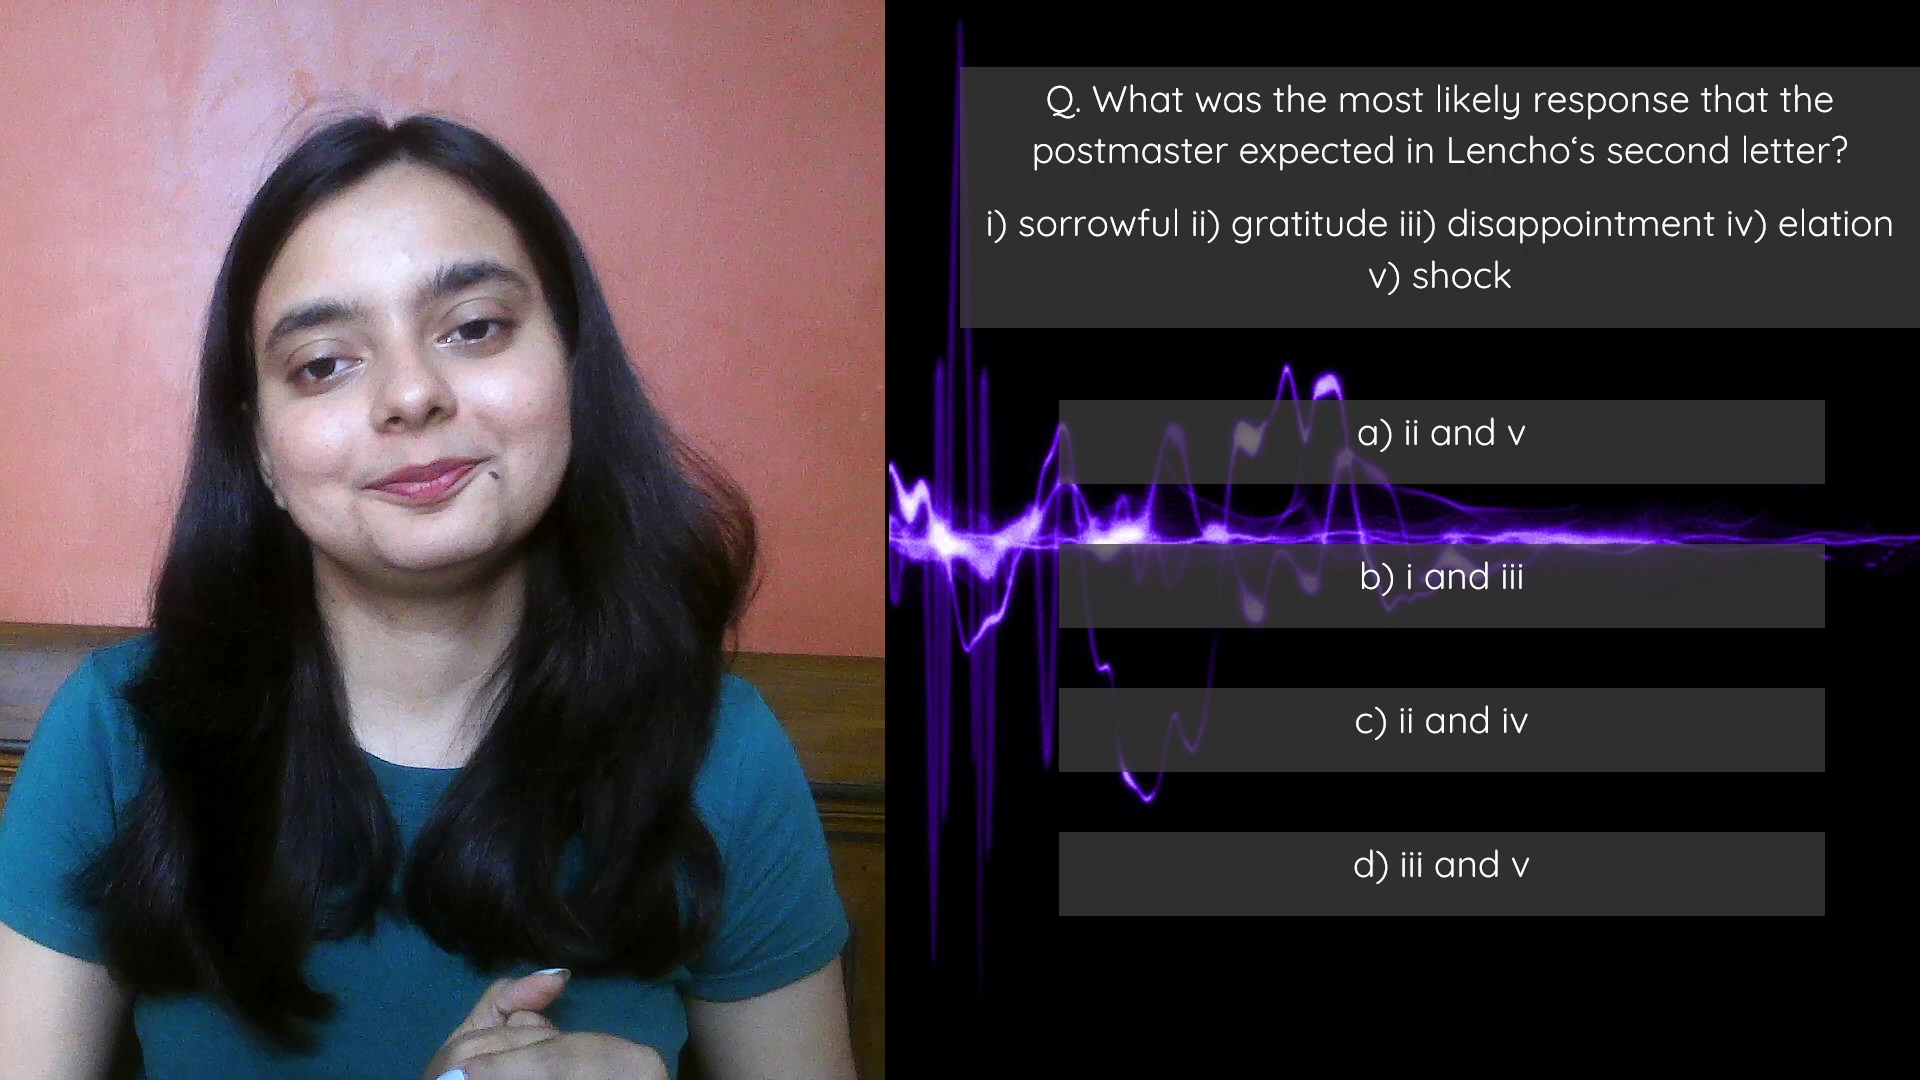 Q. What was the most likely response that the
postmaster expected in Lencho‘s second letter?
i) sorrowful ii) gratitude iii) disappointment iv) elation
v) shock
a) ii and v
b) i and iii
c) ii and iv
d) iii and v